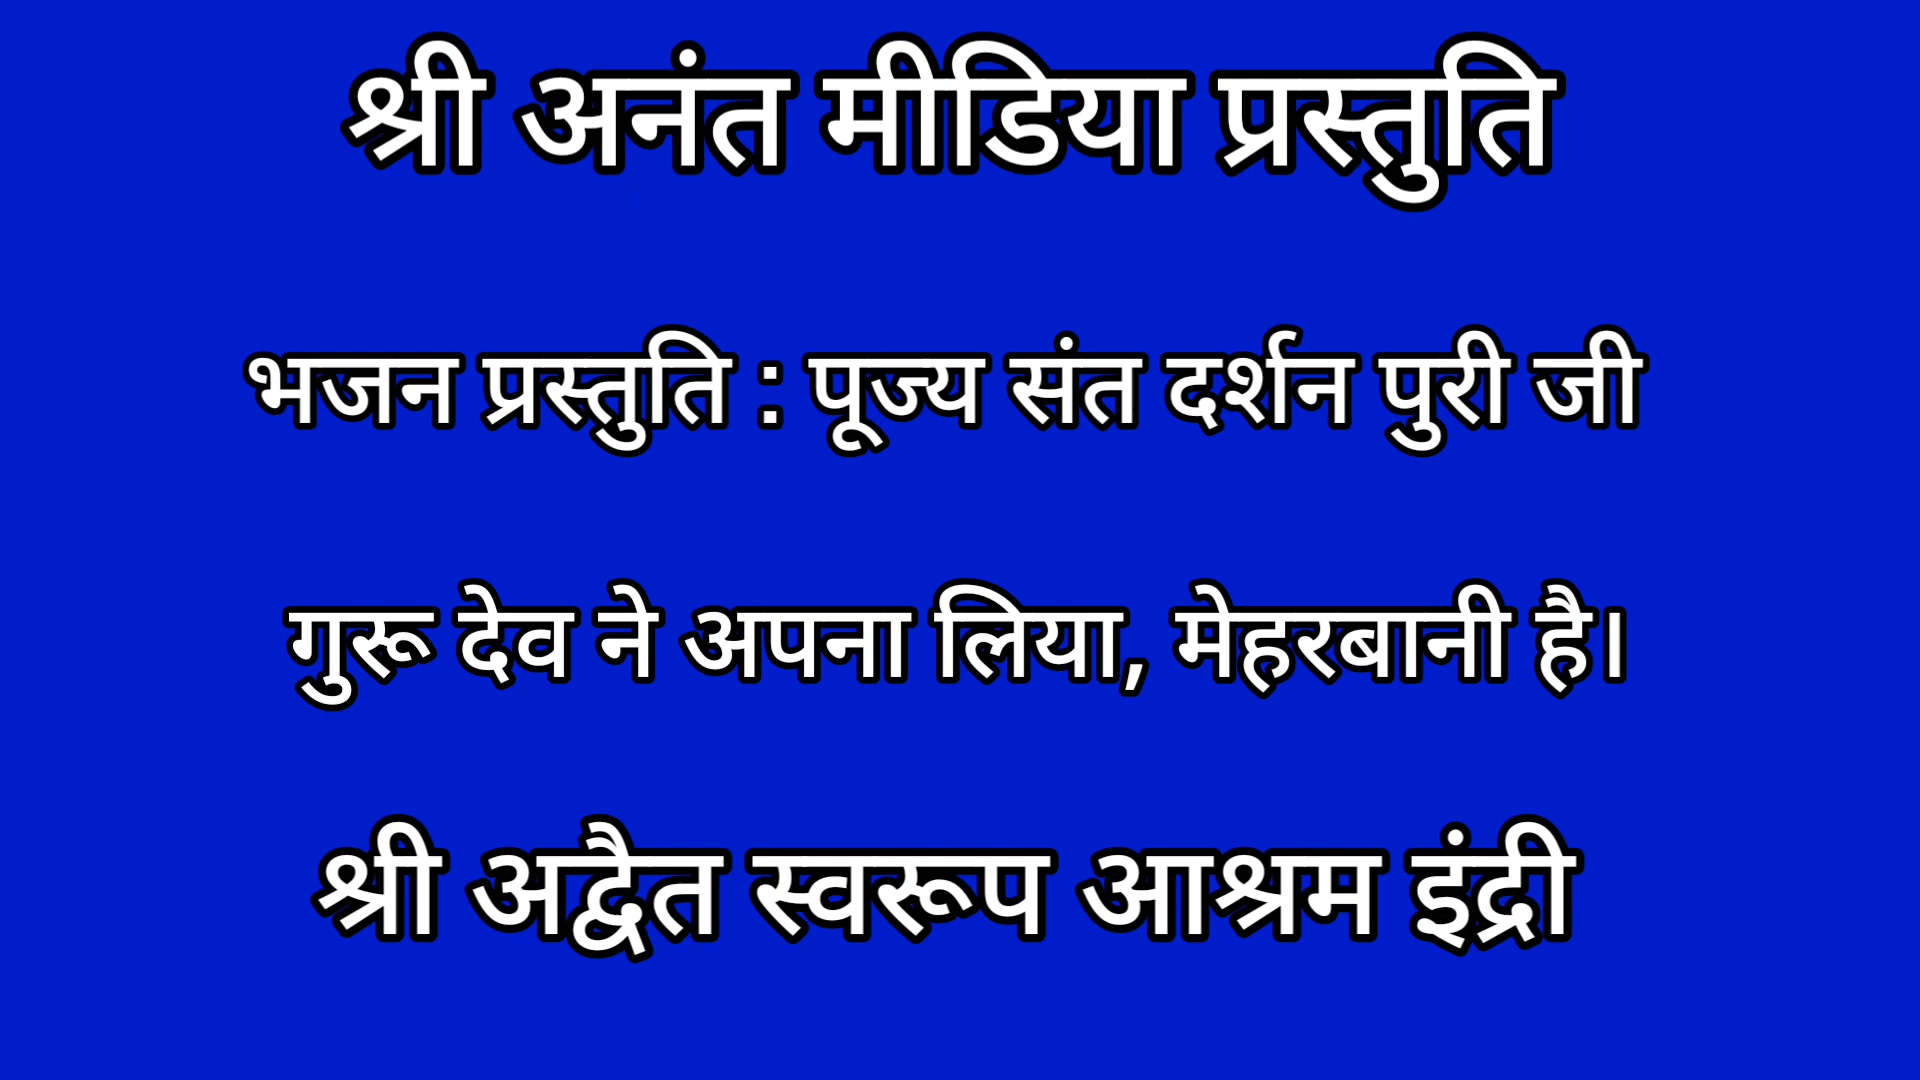 श्री अनंत मीडिया प्रस्तुति
भजन प्रस्तुति : पूज्य संत दर्शन पुरी जी
गुरू देव ने अपना लिया, मेहरबानी है।
श्री अद्वैत स्वरूप आश्रम इंद्री